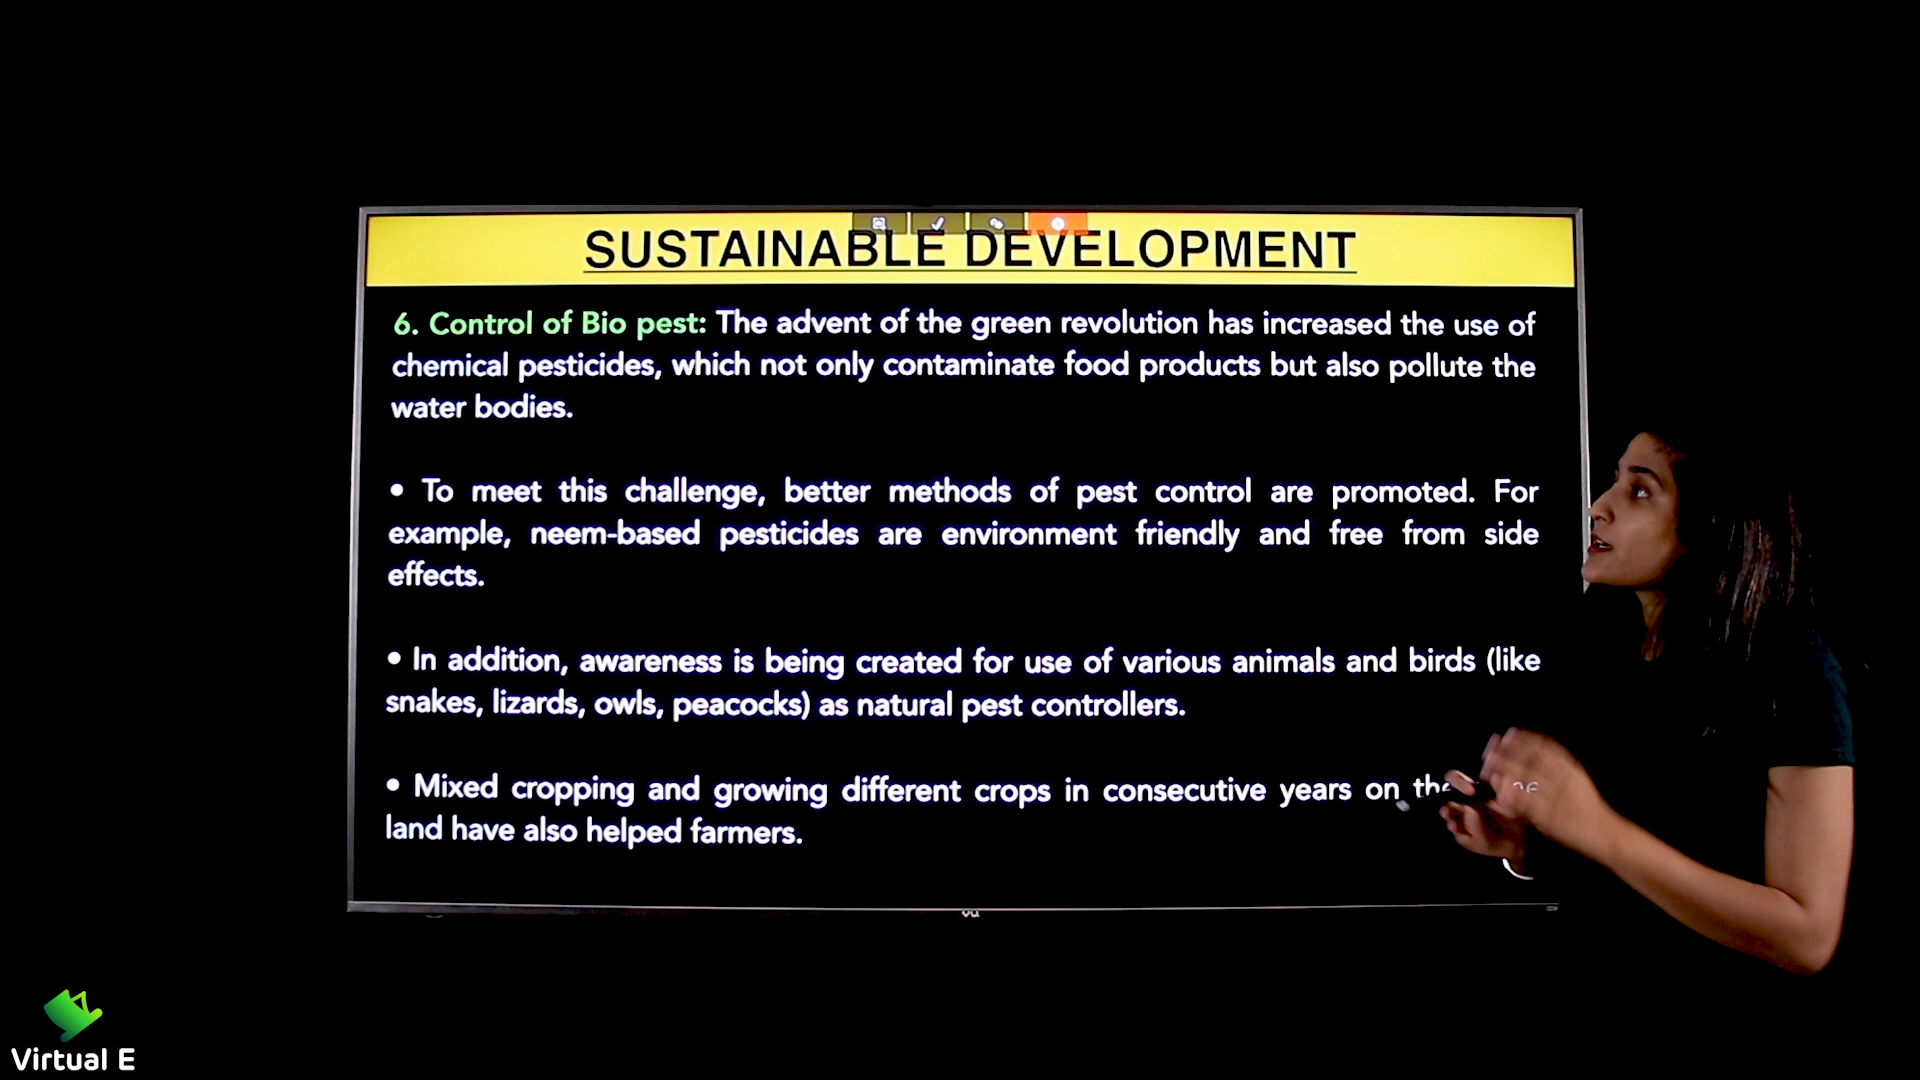 SUSTAINABLE DEVELOPMENT
6. Control of Bio pest: The advent of the green revolution has increased the use of
chemical pesticides, which not only contaminate food products but also pollute the
water bodies.
• To meet this challenge, better methods of pest control are promoted. For
example, neem-based pesticides are environment friendly and free from side
effects.
• In addition, awareness is being created for use of various animals and birds (like
snakes, lizards, owls, peacocks) as natural pest controllers.
• Mixed cropping and growing different crops in consecutive years on
land have also helped farmers.
Virtual E